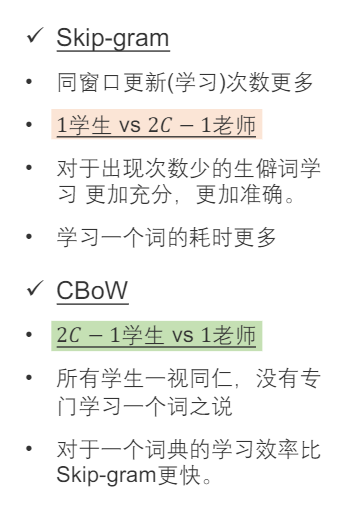 ✓ Skip-gram
• 同窗口更新(学习)次数更多
• 1学生 vs 2C − 1老师
• 对于出现次数少的生僻词学
习 更加充分，更加准确。
• 学习一个词的耗时更多
✓ CBoW
• 2C − 1学生 vs 1老师
• 所有学生一视同仁，没有专
门学习一个词之说
• 对于一个词典的学习效率比
Skip-gram更快。